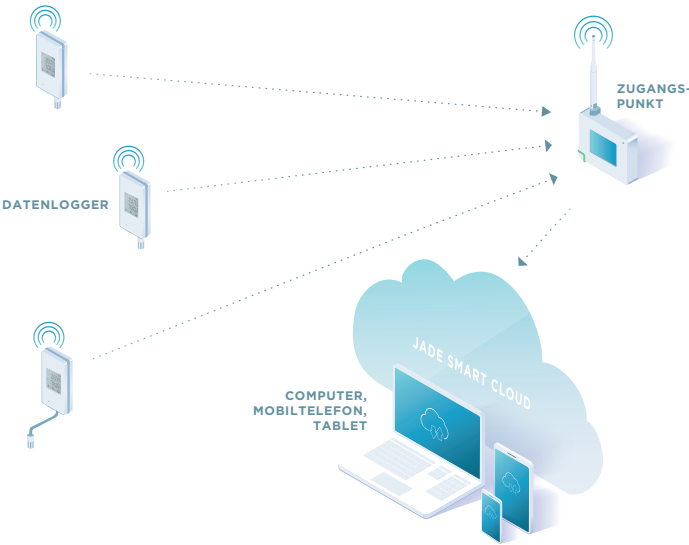 ZUGANGS-
PUNKT
DATENLOGGER
JADE SMART CLOUD
COMPUTER,
MOBILTELEFON,
TABLET